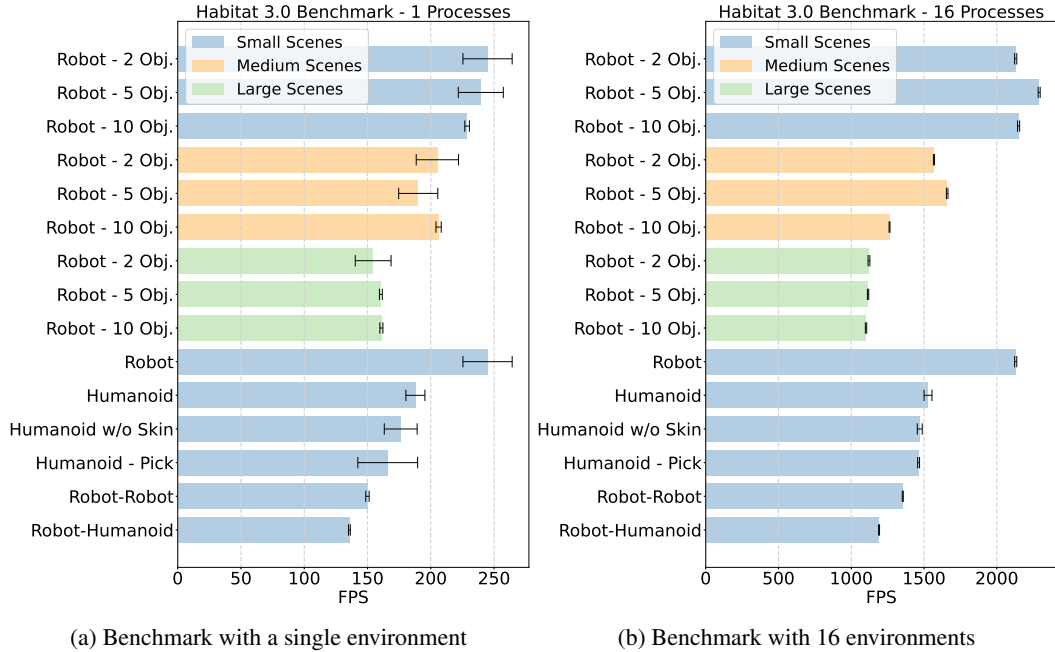 Habitat 3.0 Benchmark - 1 Processes
Small Scenes
Medium Scenes
Large Scenes
Robot - 2 Obj.
Robot - 5 Obj.
Robot - 10 Obj.
Robot - 2 Obj.
Robot - 5 Obj.
Robot - 10 Obj.
Robot - 2 Obj.
Robot - 5 Obj.
Robot - 10 Obj.
Robot
Humanoid
Humanoid w/o Skin
Humanoid - Pick
Robot-Robot
Robot-Humanoid
0 50 100 150 200 250
FPS
(a) Benchmark with a single environment
Habitat 3.0 Benchmark - 16 Processes
Small Scenes
Medium Scenes
Large Scenes
Robot - 2 Obj.
Robot - 5 Obj.
Robot - 10 Obj.
Robot - 2 Obj.
Robot - 5 Obj.
Robot - 10 Obj.
Robot - 2 Obj.
Robot - 5 Obj.
Robot - 10 Obj.
Robot
Humanoid
Humanoid w/o Skin
Humanoid - Pick
Robot-Robot
Robot-Humanoid
0 500 1000 1500 2000
FPS
(b) Benchmark with 16 environments